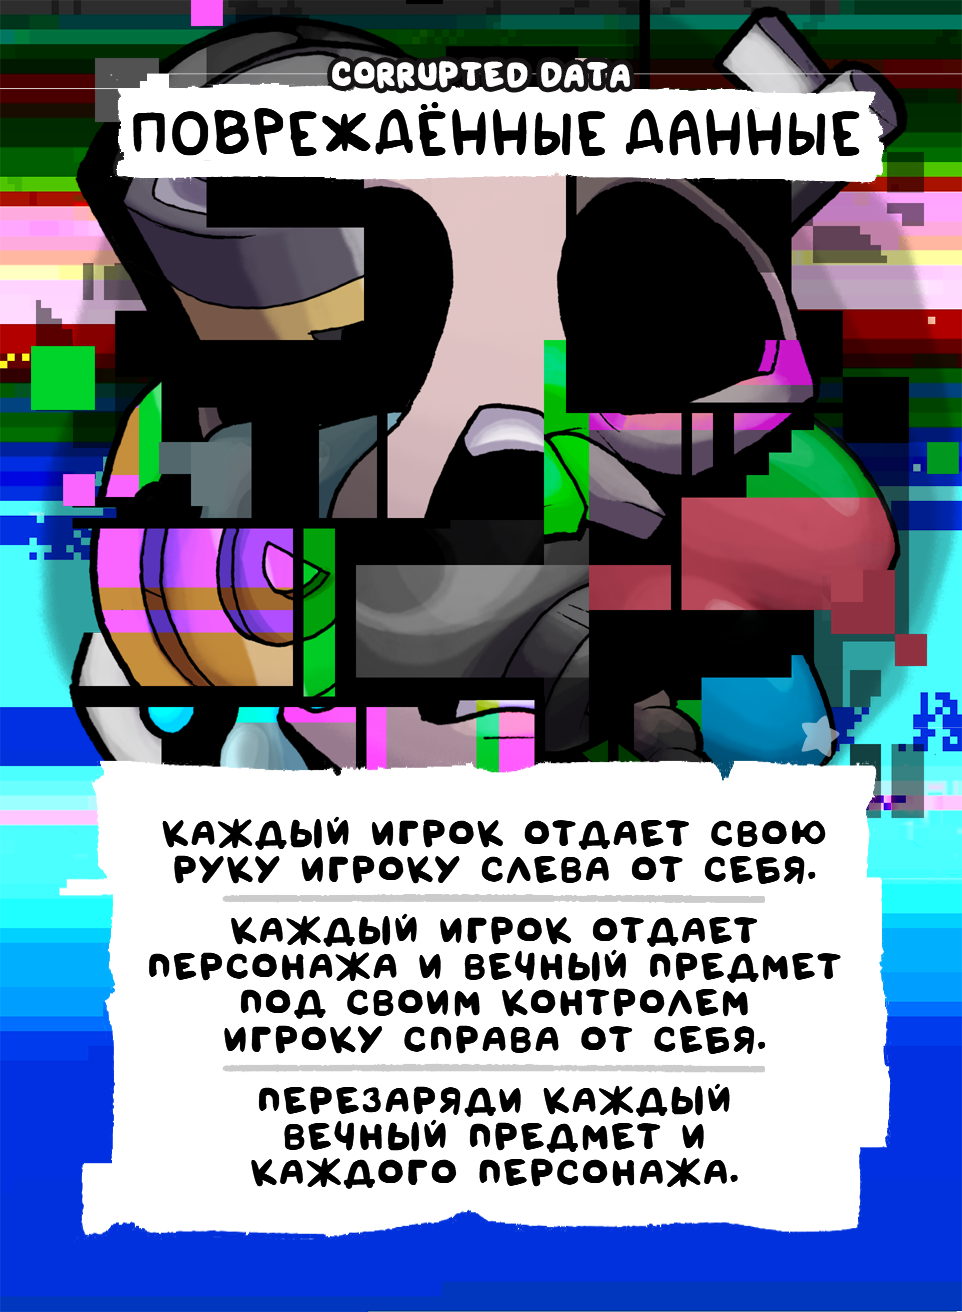 CORRUPTED DATA
ПОВРЕЖДЁННЫЕ ДАННЫЕ
КАЖДЫЙ ИГРОК ОТДАЕТ СВОЮ
РУКУ ИГРОКУ СЛЕВА ОТ СЕБЯ.
КАЖДЫЙ ИГРОК ОТДАЕТ
ПЕРСОНАЖА И ВЕЧНЫЙ ПРЕДМЕТ
ПОД СВОИМ КОНТРОЛЕМ
ИГРОКУ СПРАВА ОТ СЕБЯ.
ПЕРЕЗАРЯДИ КАЖДЫЙ
ВЕЧНЫЙ ПРЕДМЕТ И
КАЖДОГО ПЕРСОНАЖА.